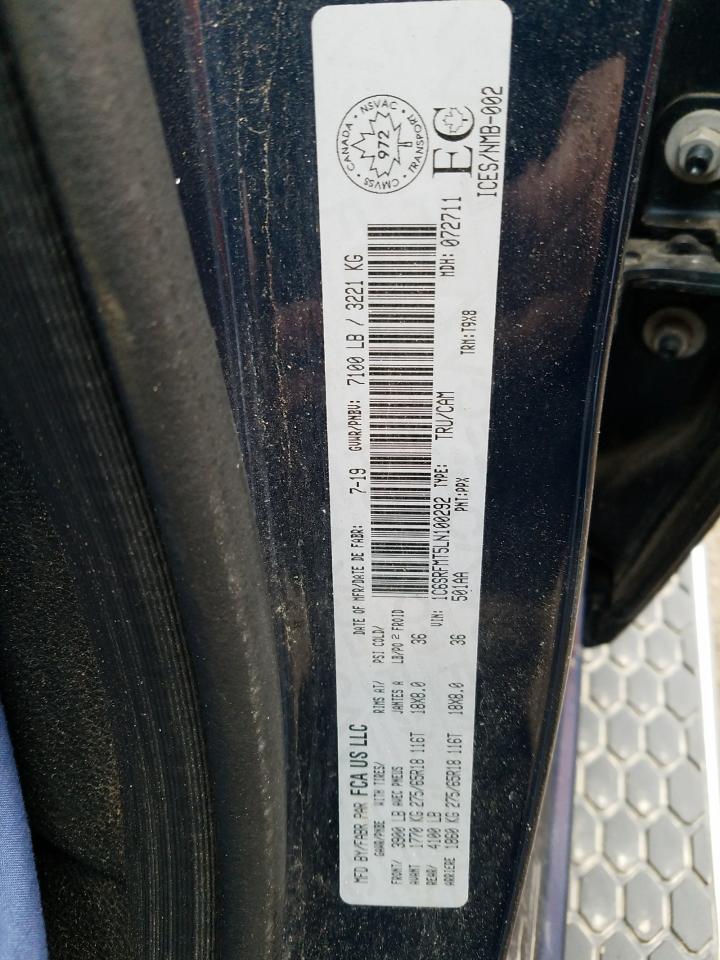 MFD BY/FABR PAR FCA US LLC
DATE OF MFR/DATE DE FABR: 7-19 GVWR/PNBV: 7100 LB / 3221 KG
GAWR/PNBE WITH TIRES/ RIMS AT/ PSI COLD/
AVEC PNEUS JANTES A LB/PO2 FROID
FRONT/ 3900 LB
AVANT 1770 KG 275/65R18 116T 18X8.0 36
REAR/ 4100 LB
ARRIERE 1860 KG 275/65R18 116T 18X8.0 36
VIN: 1C6SRFMT5LN100292 TYPE: TRU/CAM MDH: 072711
501AA PNT:PPX TRM:T9X8
CANADA • NSVAC • TRANSPORT • CMVSS •
972
EC
ICES/NMB-002